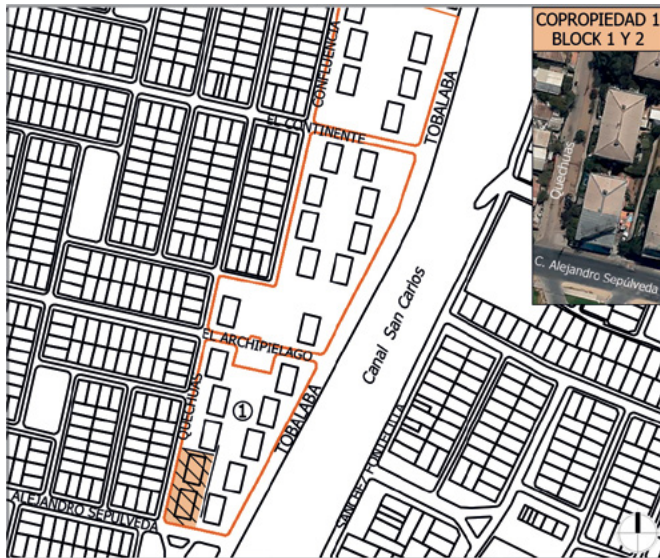 COPROPIEDAD 1
BLOCK 1 Y 2
CONFLUENCIA
TOBALABA
EL CONTINENTE
Quechuas
C. Alejandro Sepúlveda
Canal San Carlos
EL ARCHIPIELAGO
QUECHUAS
1
TOBALABA
SANCHEZ FONTECILLA
ALEJANDRO SEPÚLVEDA